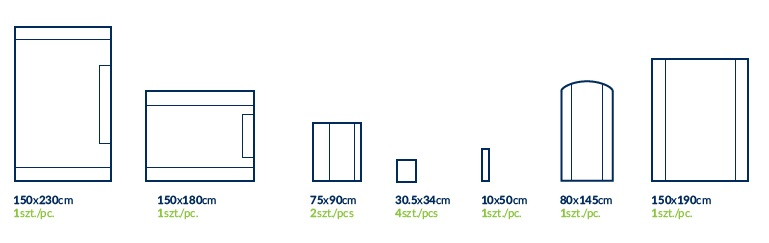 150x230cm
1szt./pc.
150x180cm
1szt./pc.
75x90cm
2szt./pcs
30.5x34cm
4szt./pcs
10x50cm
1szt./pc.
80x145cm
1szt./pc.
150x190cm
1szt./pc.